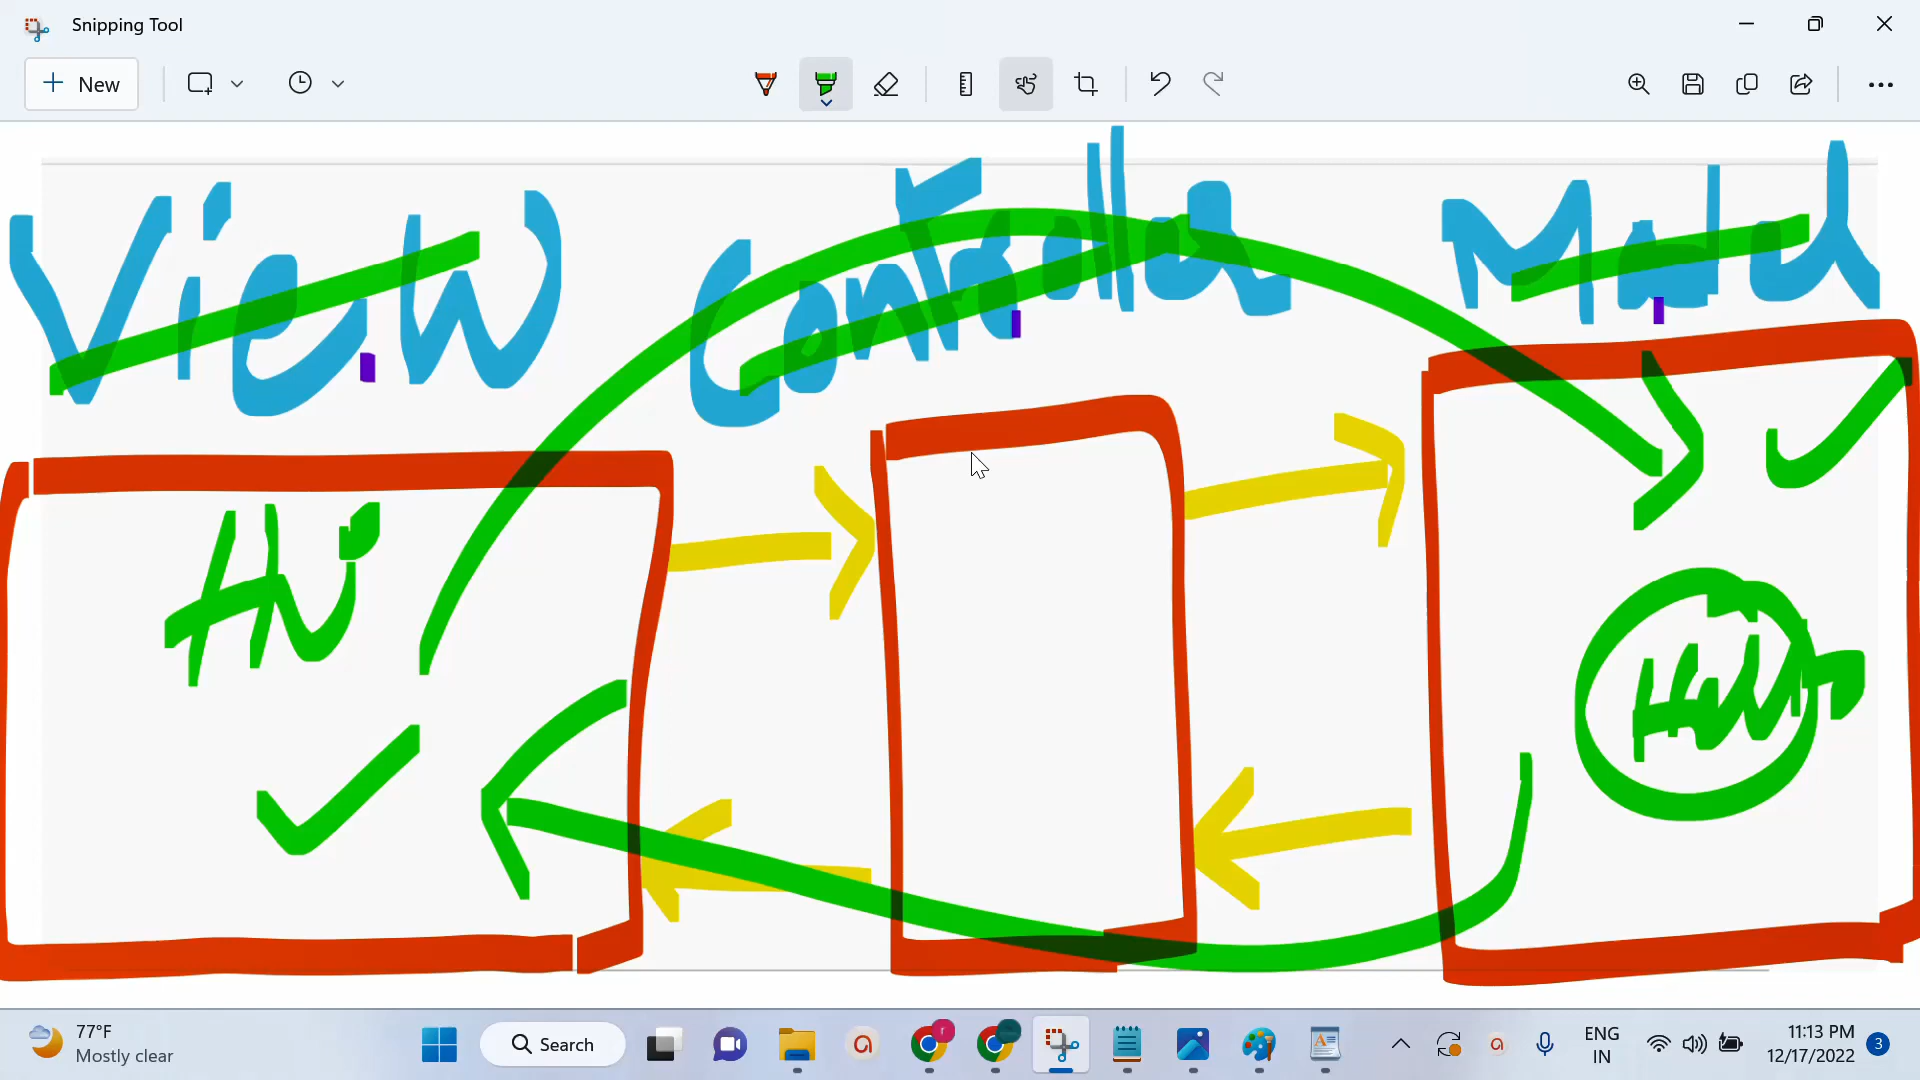 Snipping Tool
New
View Controller Model
Hi
77°F
Mostly clear
Search
ENG
IN
11:13 PM
12/17/2022
3